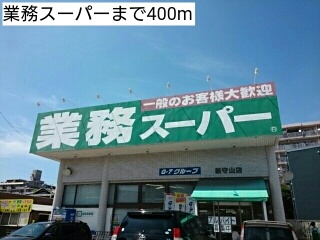 業務スーパーまで400m
一般のお客様大歓迎
業務スーパー
G-7 グループ
新守山店